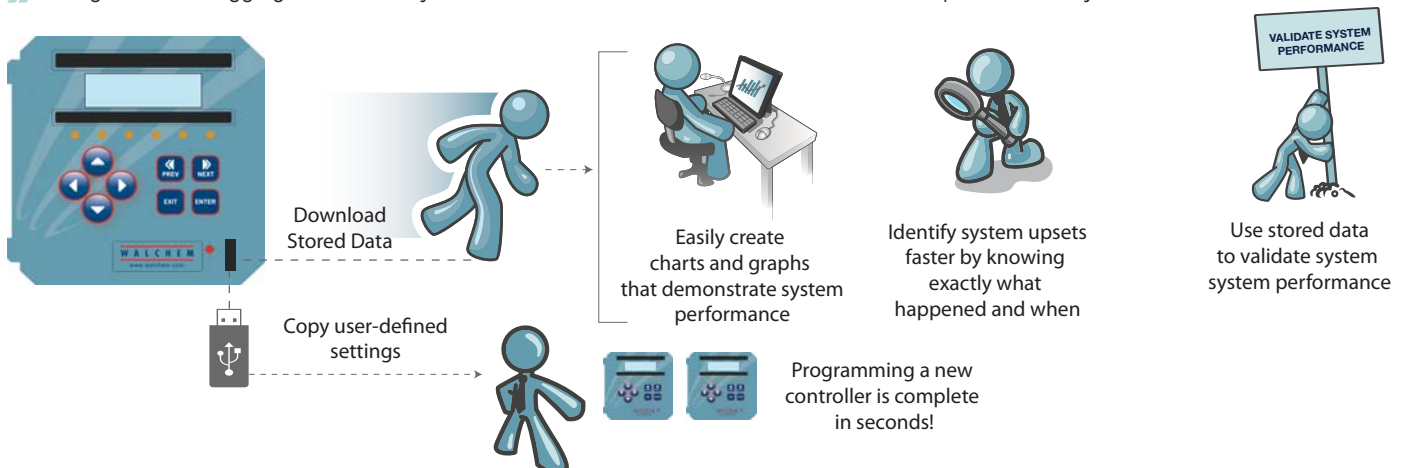 PREV
NEXT
EXIT
ENTER
WALCHEM
www.walchem.com
Download
Stored Data
Easily create
charts and graphs
that demonstrate system
performance
Identify system upsets
faster by knowing
exactly what
happened and when
VALIDATE SYSTEM
PERFORMANCE
Use stored data
to validate system
system performance
Copy user-defined
settings
Programming a new
controller is complete
in seconds!